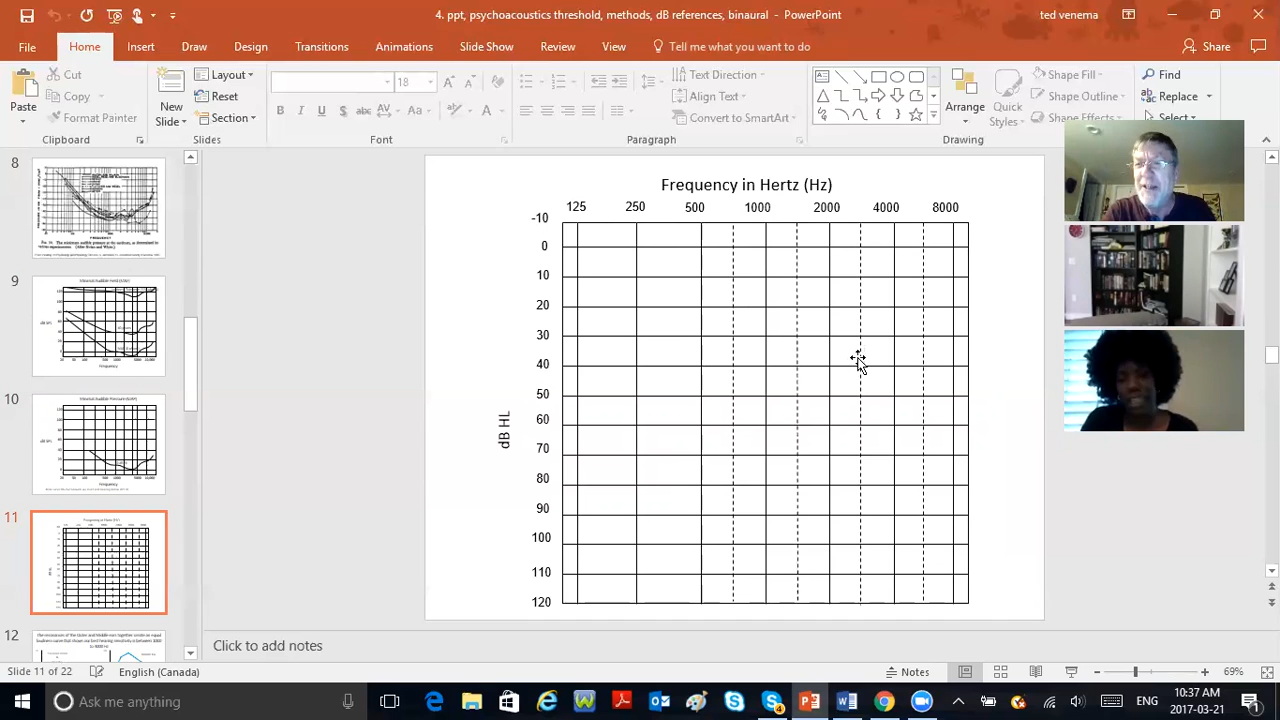 4. ppt, psychoacoustics threshold, methods, dB references, binaural - PowerPoint
ted venema
File
Home
Insert
Draw
Design
Transitions
Animations
Slide Show
Review
View
Tell me what you want to do
Share
Paste
Cut
Copy
Format Painter
Clipboard
New
Slide
Layout
Reset
Section
Slides
18
B I U S abc AV Aa A
Font
Text Direction
Align Text
Convert to SmartArt
Paragraph
Arrange
Quick
Styles
Shape Fill
Shape Outline
Shape Effects
Drawing
Find
Replace
Select
8
9
10
11
12
Frequency in Hertz (Hz)
125 250 500 1000 2000 4000 8000
-10
0
10
20
30
40
50
60
70
80
90
100
110
120
dB HL
Click to add notes
Slide 11 of 22
English (Canada)
Notes
69%
Ask me anything
ENG
10:37 AM
2017-03-21